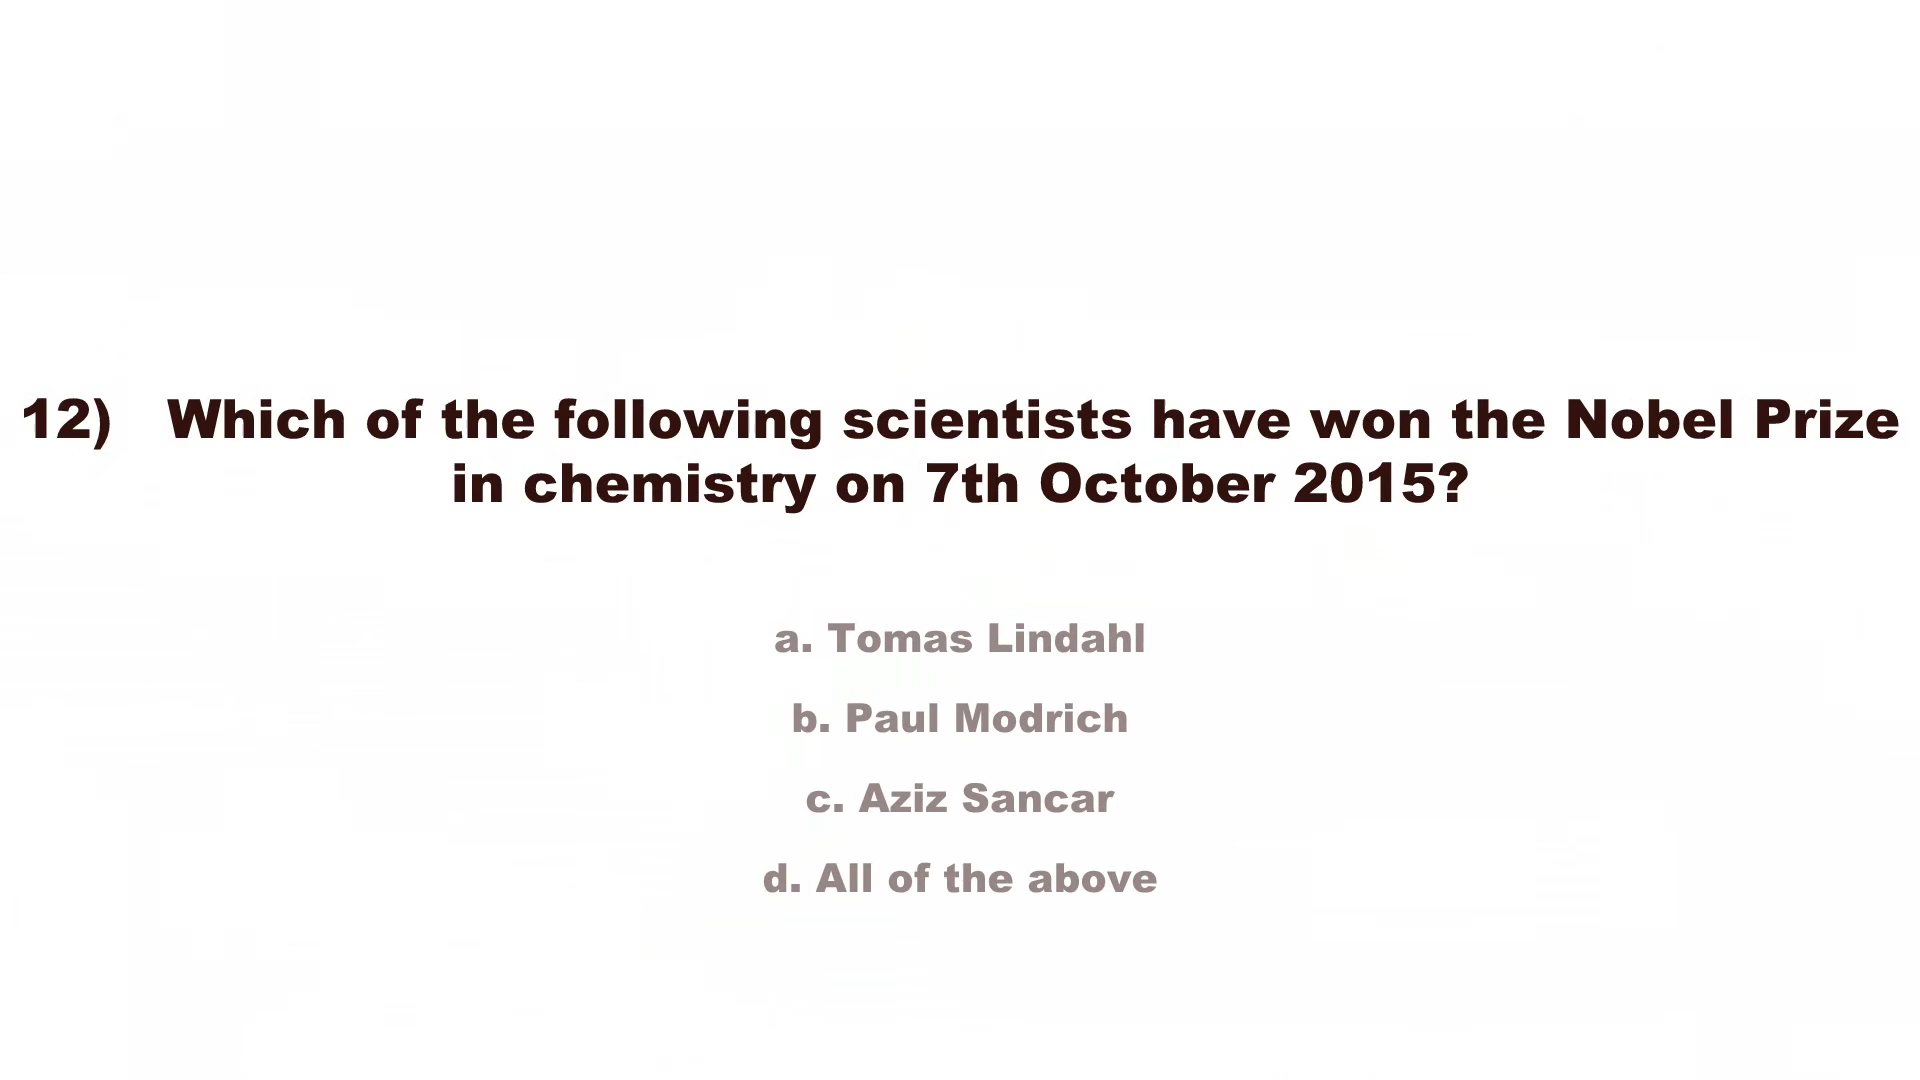 12) Which of the following scientists have won the Nobel Prize
in chemistry on 7th October 2015?
a. Tomas Lindahl
b. Paul Modrich
c. Aziz Sancar
d. All of the above